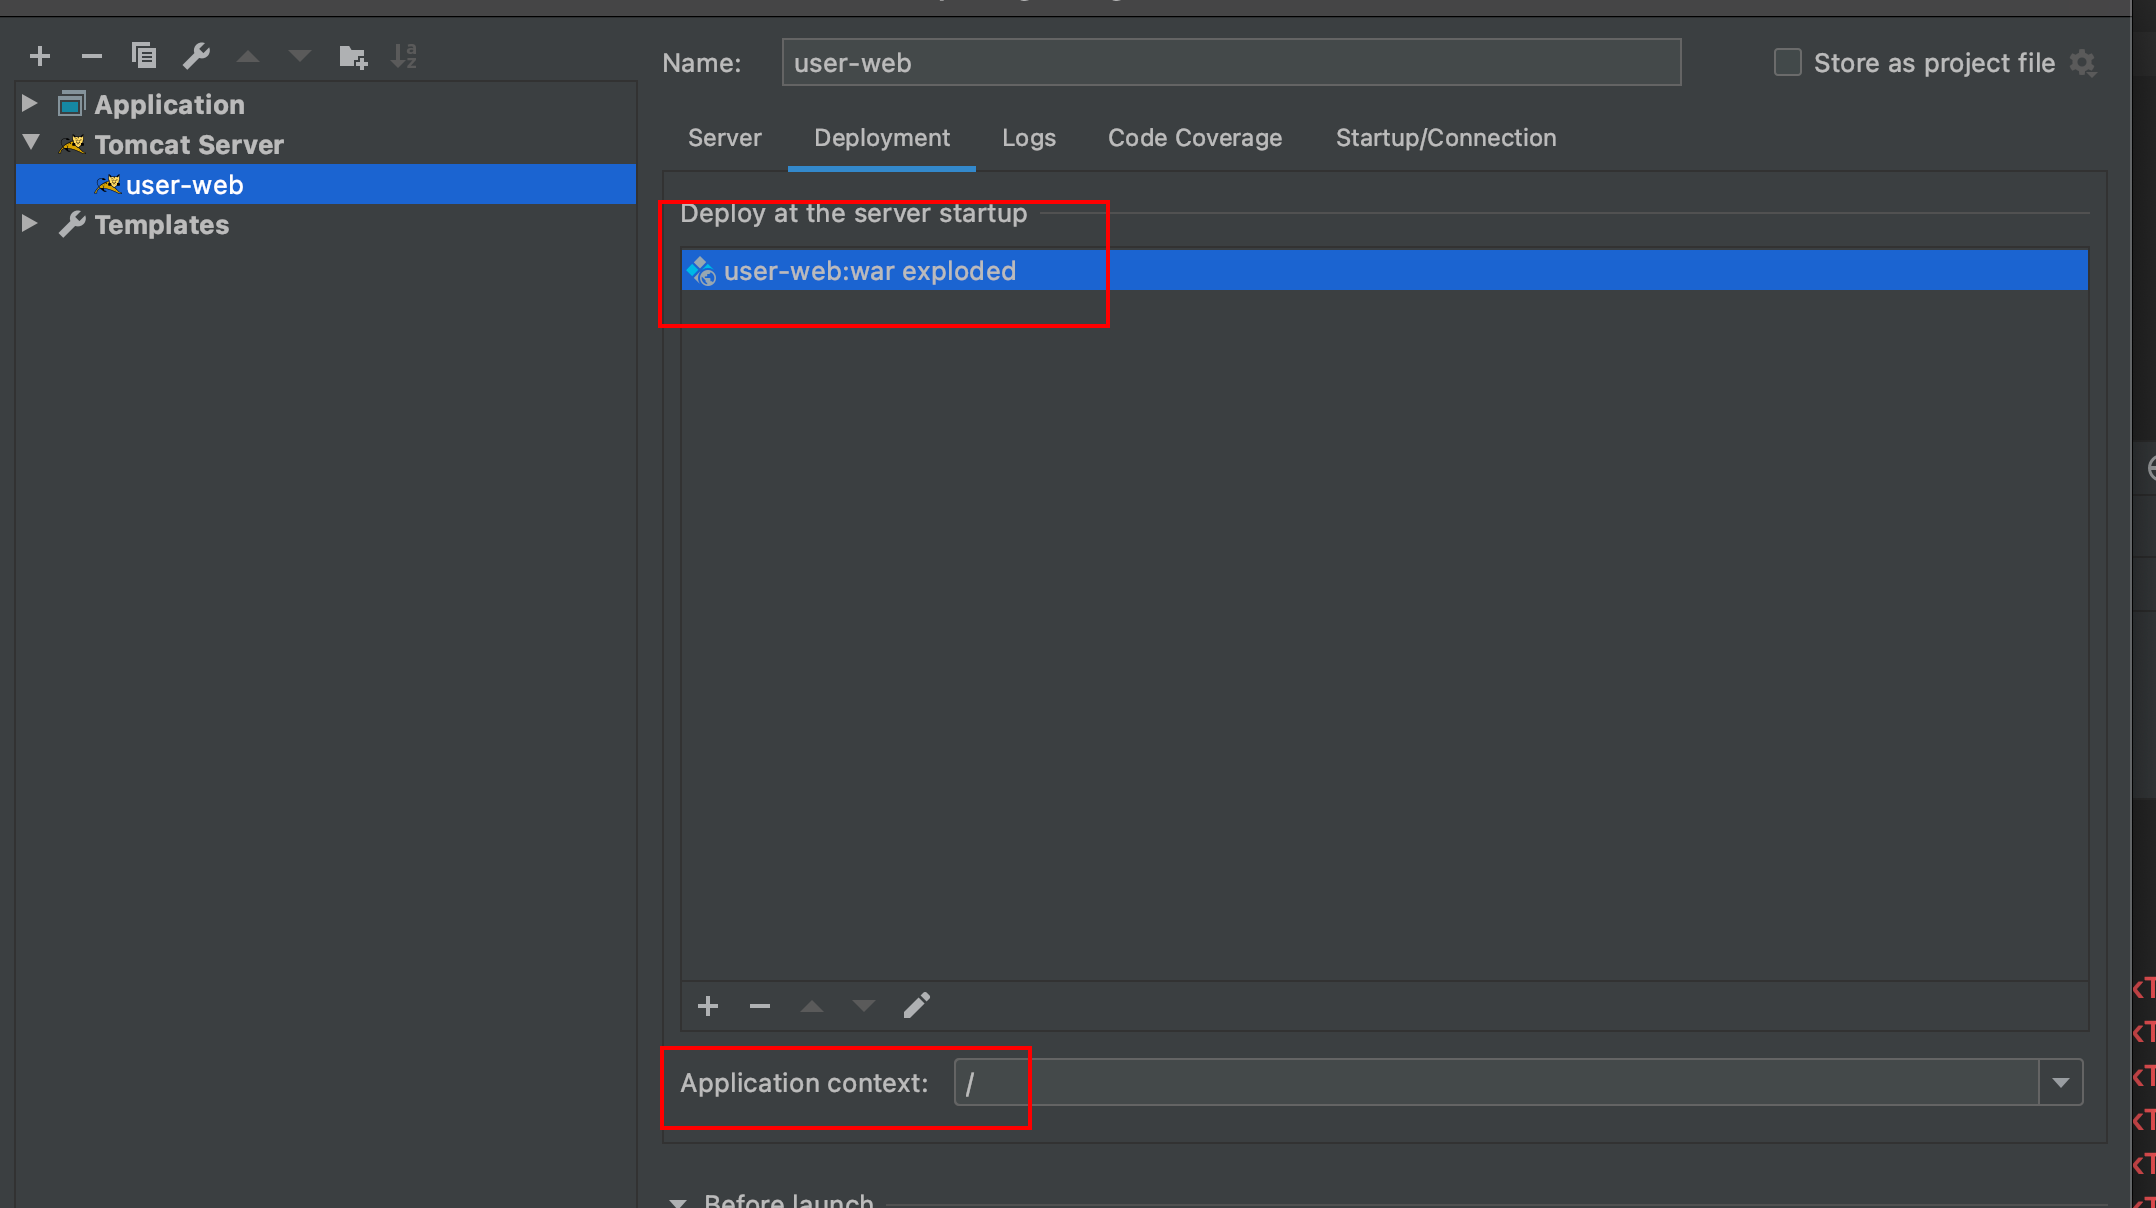 Name:
user-web
Store as project file
Application
Tomcat Server
user-web
Templates
Server
Deployment
Logs
Code Coverage
Startup/Connection
Deploy at the server startup
user-web:war exploded
Application context:
/
Before launch